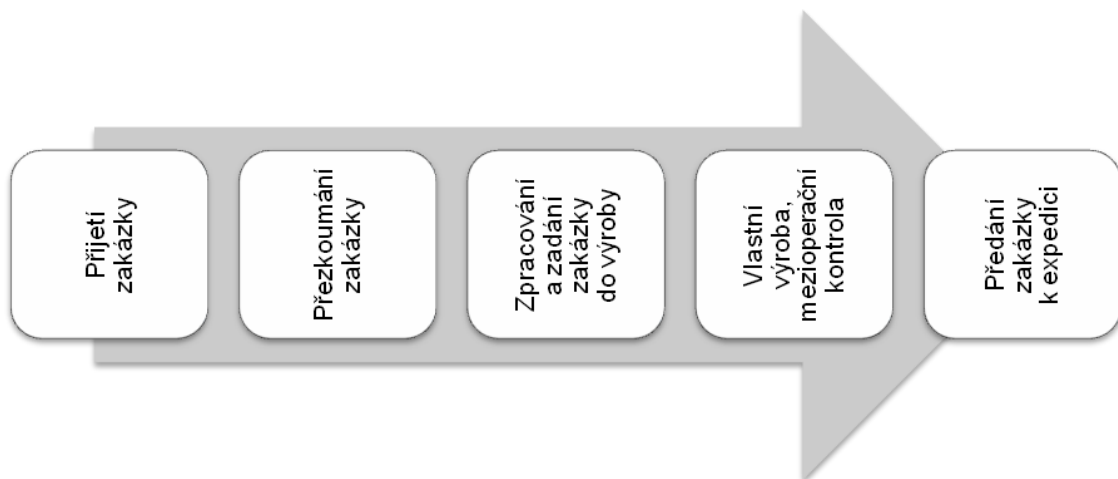 Přijetí
zakázky
Přezkoumání
zakázky
Zpracování
a zadání
zakázky
do výroby
Vlastní
výroba,
mezioperační
kontrola
Předání
zakázky
k expedici